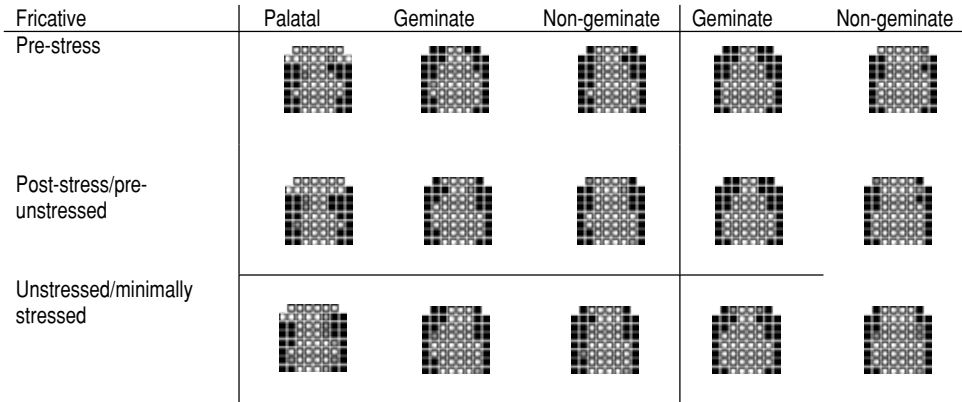 Fricative Palatal Geminate Non-geminate Geminate Non-geminate
Pre-stress
Post-stress/pre-
unstressed
Unstressed/minimally
stressed